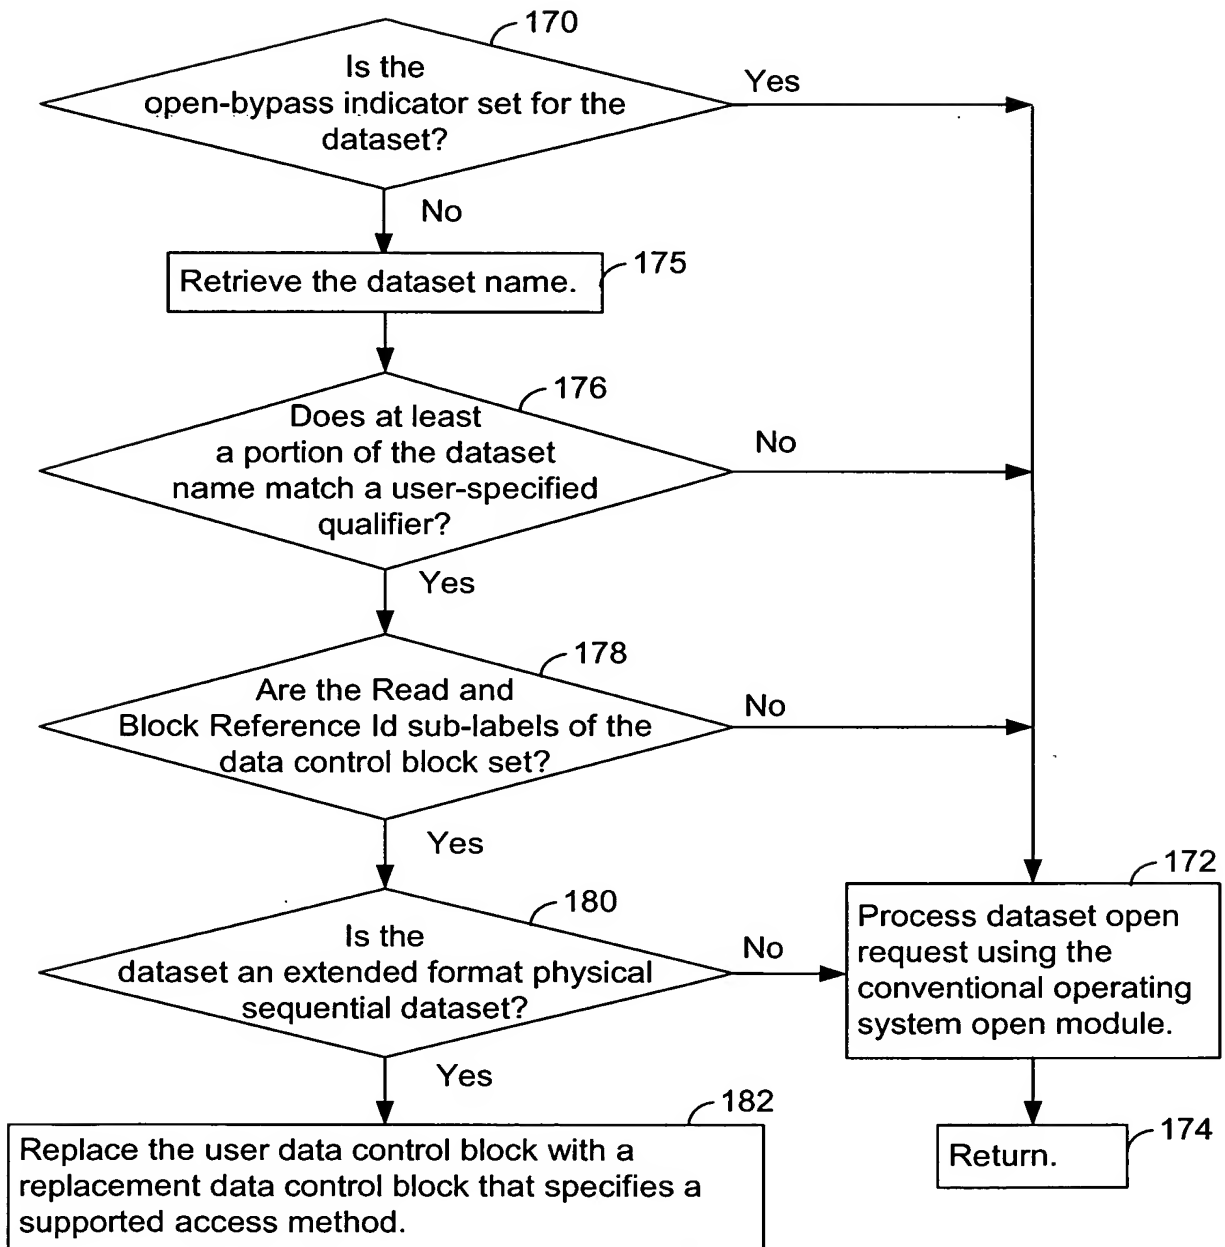 170
Is the
open-bypass indicator set for the
dataset?
Yes
No
Retrieve the dataset name.
175
176
Does at least
a portion of the dataset
name match a user-specified
qualifier?
No
Yes
178
Are the Read and
Block Reference Id sub-labels of the
data control block set?
No
Yes
180
Is the
dataset an extended format physical
sequential dataset?
No
Yes
172
Process dataset open
request using the
conventional operating
system open module.
182
Replace the user data control block with a
replacement data control block that specifies a
supported access method.
174
Return.